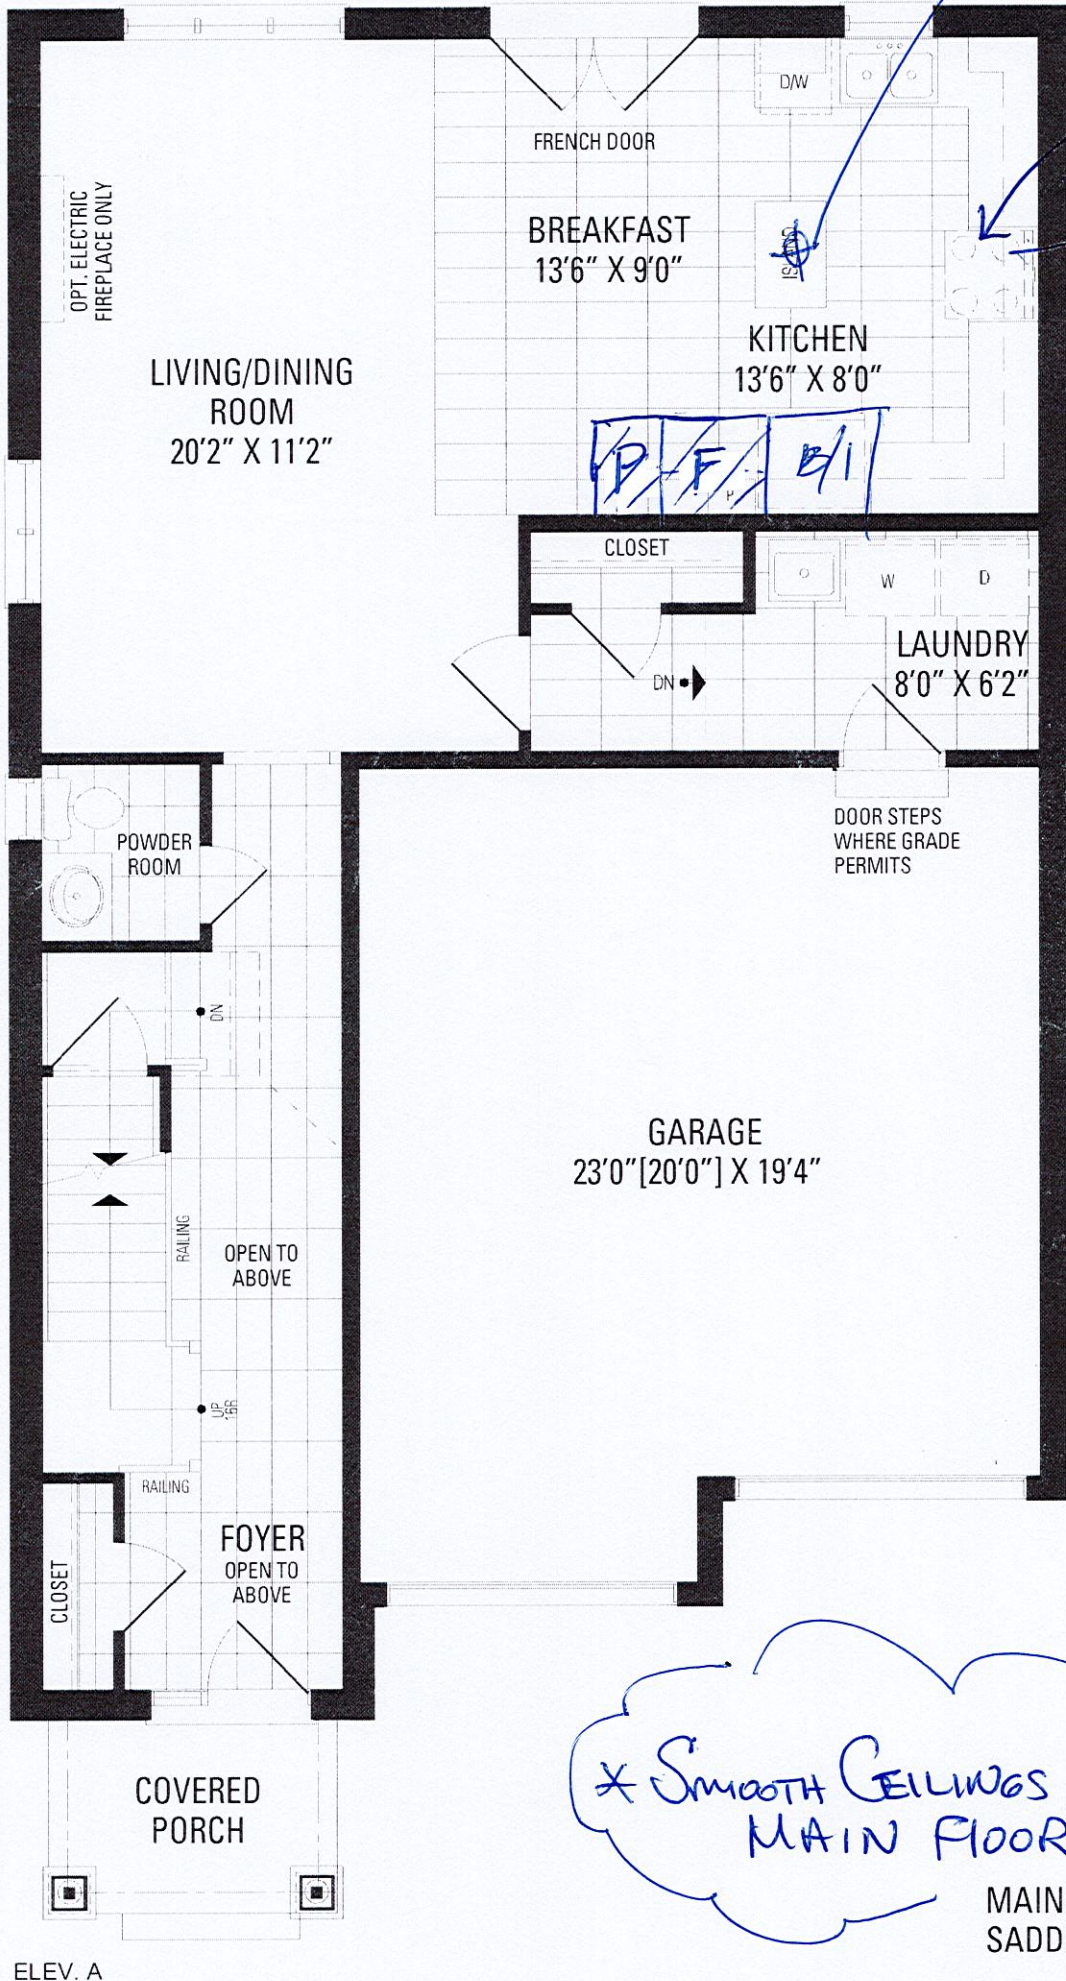 D/W
FRENCH DOOR
OPT. ELECTRIC
FIREPLACE ONLY
BREAKFAST
13'6" X 9'0"
ISLAND
KITCHEN
13'6" X 8'0"
LIVING/DINING
ROOM
20'2" X 11'2"
P F B/I
CLOSET
W
D
LAUNDRY
8'0" X 6'2"
DN
POWDER
ROOM
DOOR STEPS
WHERE GRADE
PERMITS
DN
GARAGE
23'0"[20'0"] X 19'4"
RAILING
OPEN TO
ABOVE
UP
16R
RAILING
FOYER
OPEN TO
ABOVE
CLOSET
* SMOOTH CEILINGS
MAIN FLOOR
COVERED
PORCH
MAIN
SADD
ELEV. A